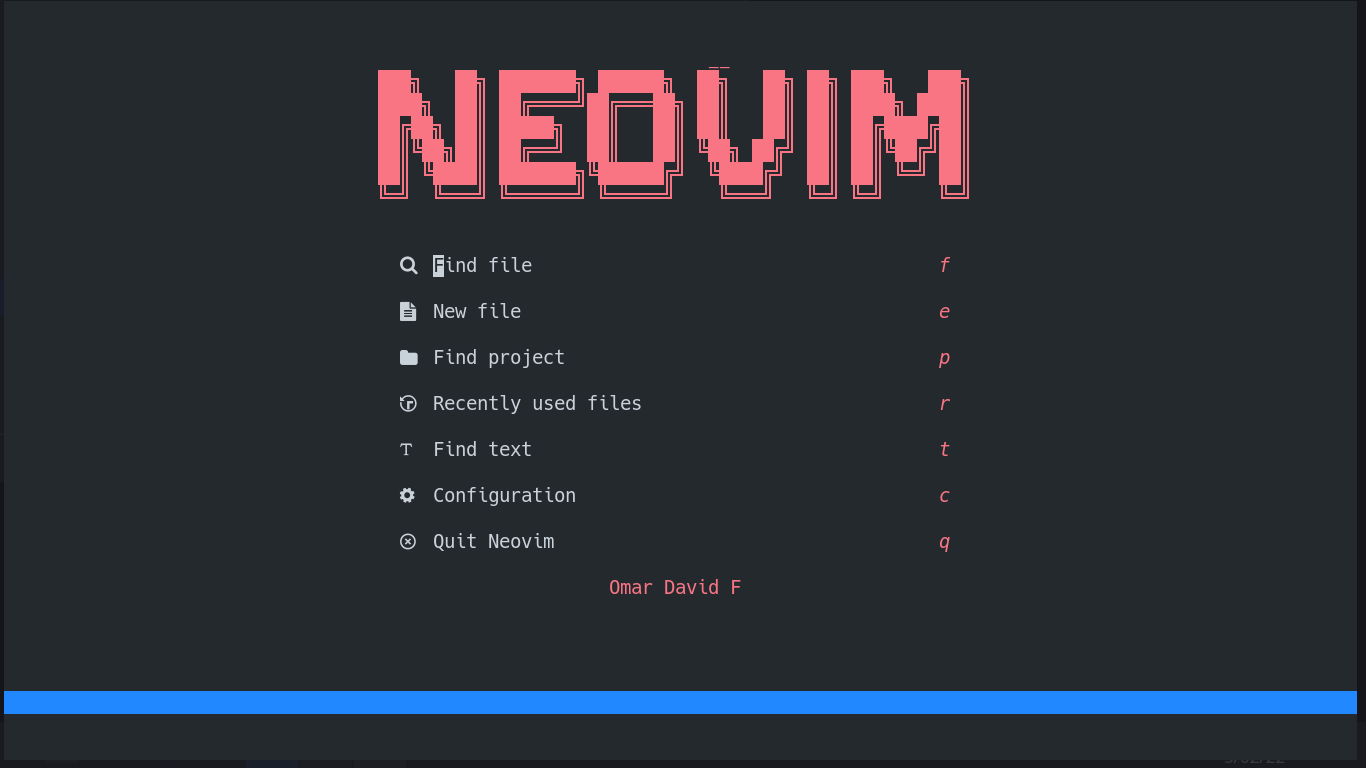 NEOVIM
Find file f
New file e
Find project p
Recently used files r
Find text t
Configuration c
Quit Neovim q
Omar David F